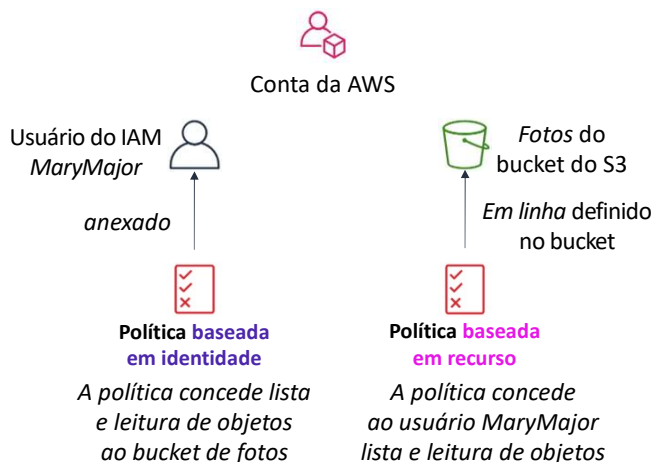 Conta da AWS
Usuário do IAM
MaryMajor
anexado
Política baseada
em identidade
A política concede lista
e leitura de objetos
ao bucket de fotos
Fotos do
bucket do S3
Em linha definido
no bucket
Política baseada
em recurso
A política concede
ao usuário MaryMajor
lista e leitura de objetos